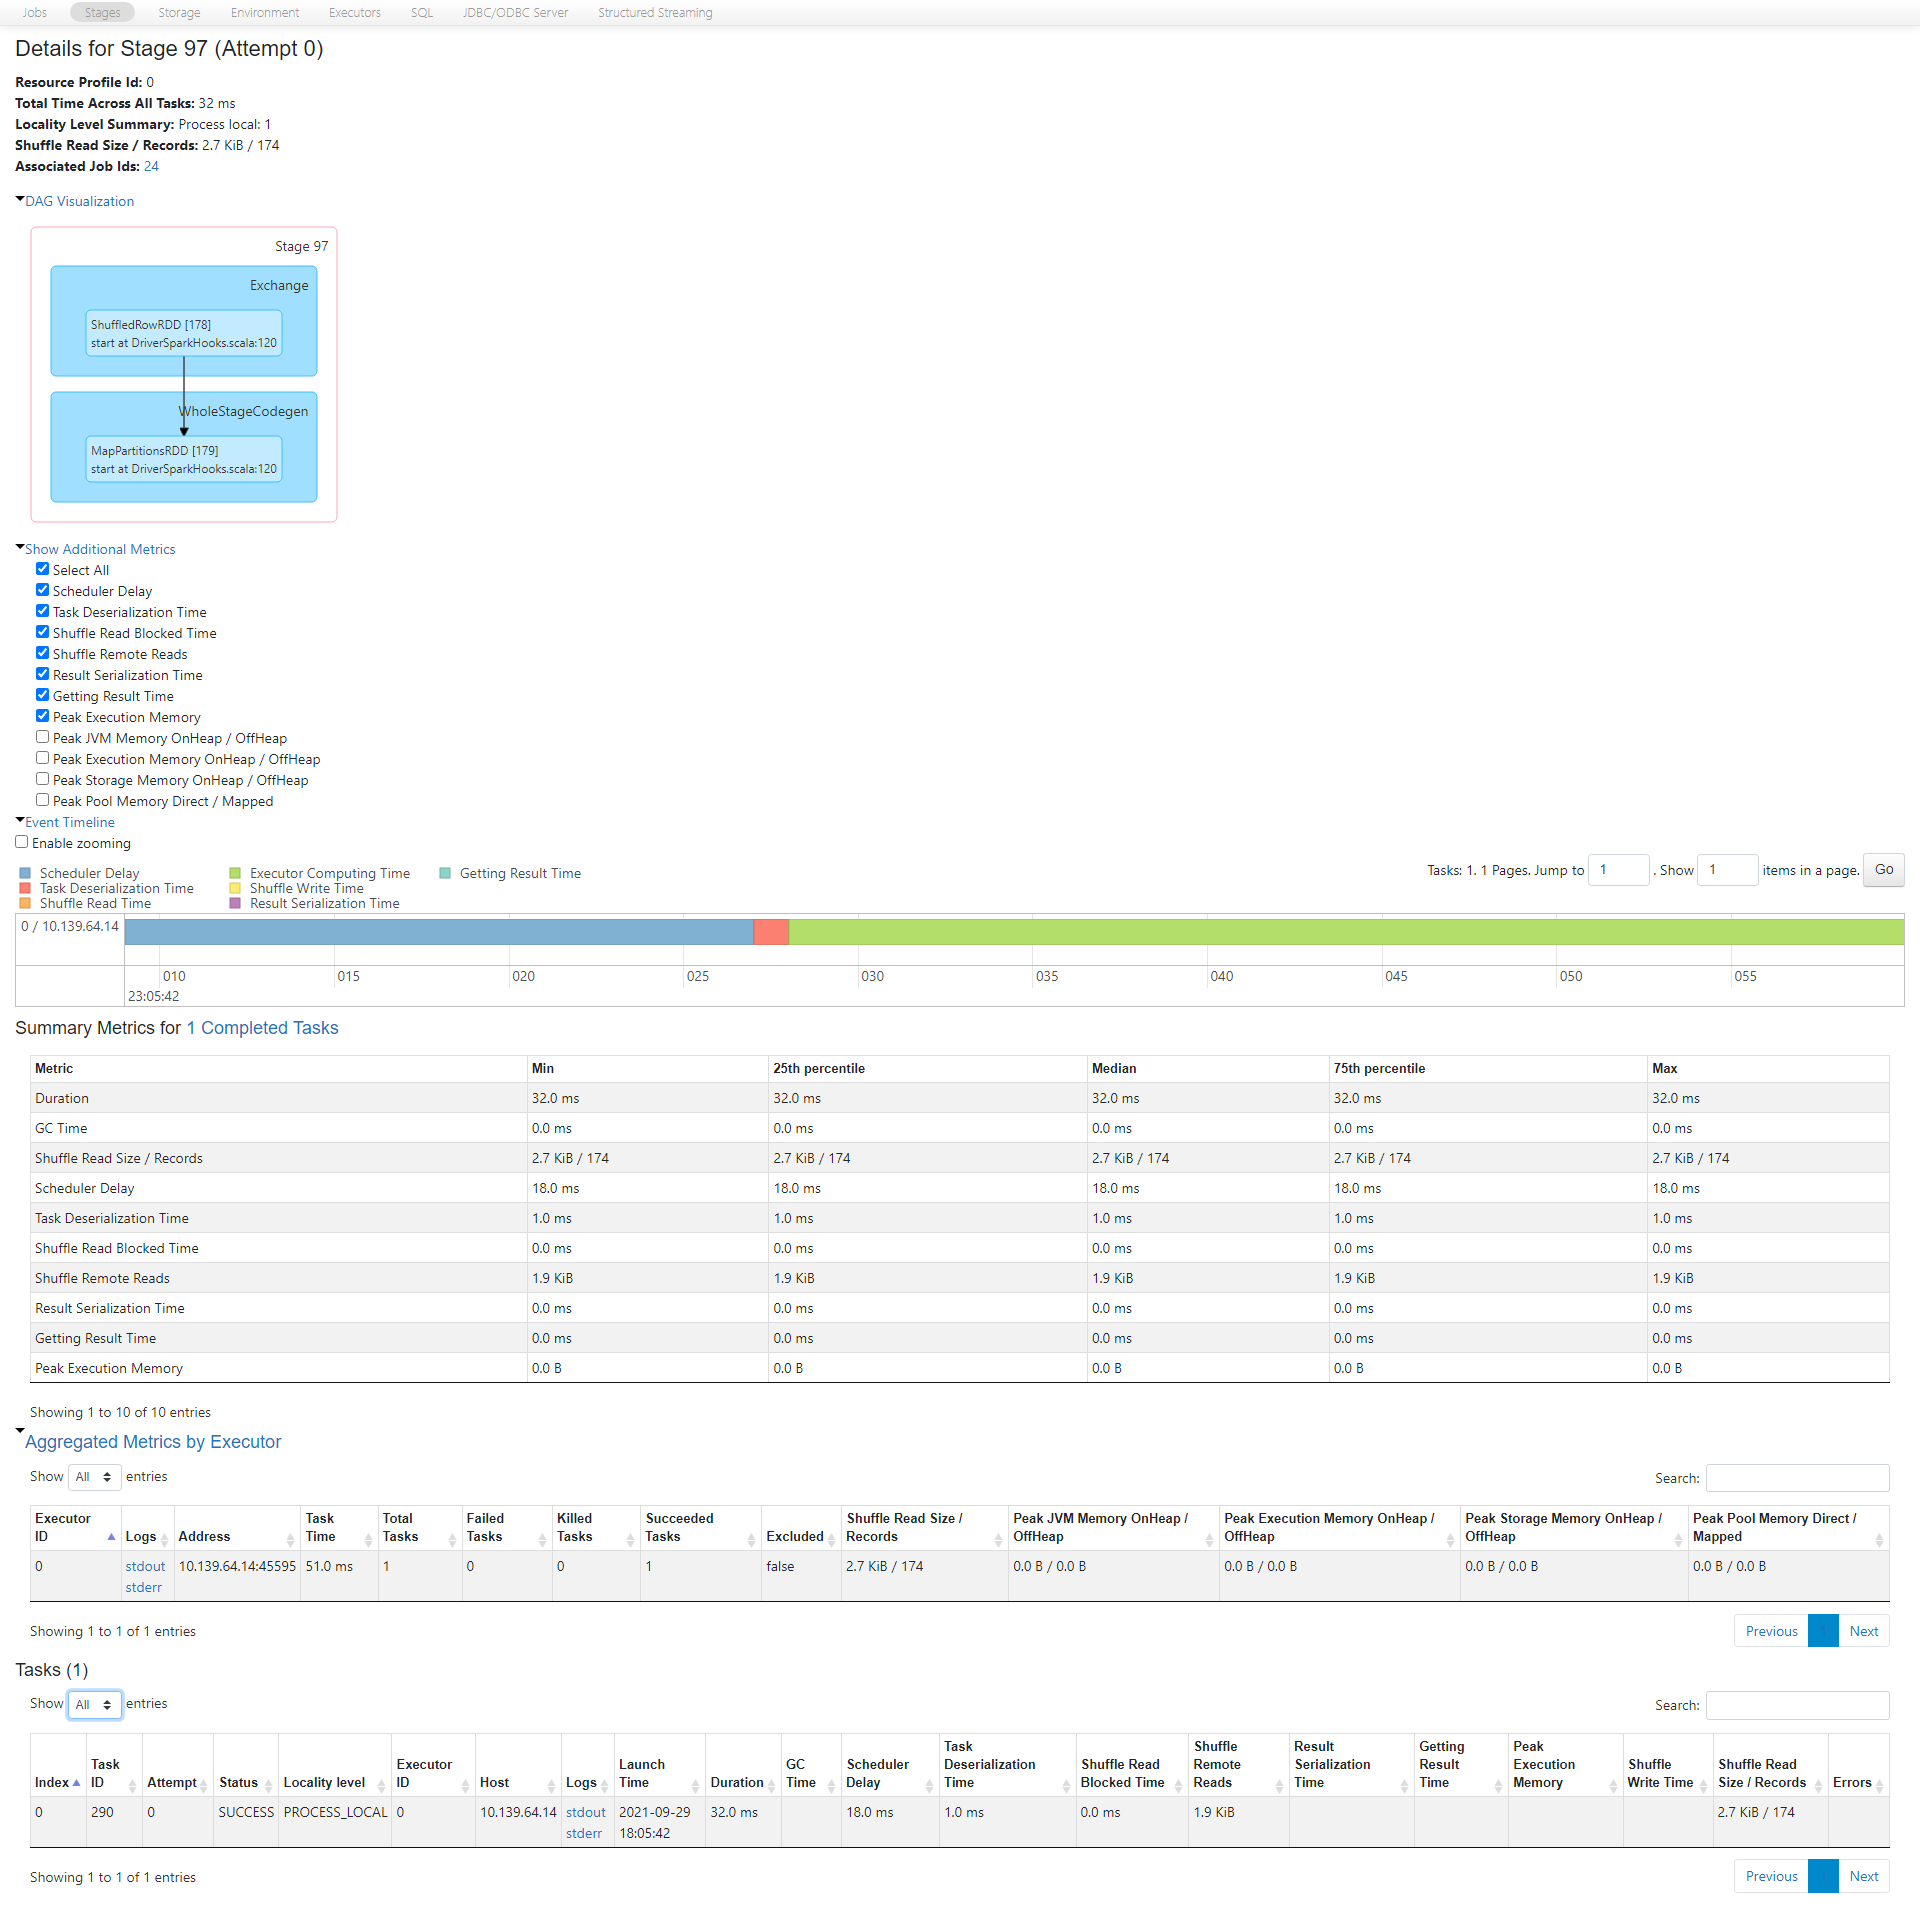 Jobs Stages Storage Environment Executors SQL JDBC/ODBC Server Structured Streaming
Details for Stage 97 (Attempt 0)
Resource Profile Id: 0
Total Time Across All Tasks: 32 ms
Locality Level Summary: Process local: 1
Shuffle Read Size / Records: 2.7 KiB / 174
Associated Job Ids: 24
DAG Visualization
Stage 97
Exchange
ShuffledRowRDD [178]
start at DriverSparkHooks.scala:120
WholeStageCodegen
MapPartitionsRDD [179]
start at DriverSparkHooks.scala:120
Show Additional Metrics
Select All
Scheduler Delay
Task Deserialization Time
Shuffle Read Blocked Time
Shuffle Remote Reads
Result Serialization Time
Getting Result Time
Peak Execution Memory
Peak JVM Memory OnHeap / OffHeap
Peak Execution Memory OnHeap / OffHeap
Peak Storage Memory OnHeap / OffHeap
Peak Pool Memory Direct / Mapped
Event Timeline
Enable zooming
Tasks: 1. 1 Pages. Jump to 1 . Show 1 items in a page. Go
Scheduler Delay Executor Computing Time Getting Result Time
Task Deserialization Time Shuffle Write Time
Shuffle Read Time Result Serialization Time
0 / 10.139.64.14
010 015 020 025 030 035 040 045 050 055
23:05:42
Summary Metrics for 1 Completed Tasks
Metric Min 25th percentile Median 75th percentile Max
Duration 32.0 ms 32.0 ms 32.0 ms 32.0 ms 32.0 ms
GC Time 0.0 ms 0.0 ms 0.0 ms 0.0 ms 0.0 ms
Shuffle Read Size / Records 2.7 KiB / 174 2.7 KiB / 174 2.7 KiB / 174 2.7 KiB / 174 2.7 KiB / 174
Scheduler Delay 18.0 ms 18.0 ms 18.0 ms 18.0 ms 18.0 ms
Task Deserialization Time 1.0 ms 1.0 ms 1.0 ms 1.0 ms 1.0 ms
Shuffle Read Blocked Time 0.0 ms 0.0 ms 0.0 ms 0.0 ms 0.0 ms
Shuffle Remote Reads 1.9 KiB 1.9 KiB 1.9 KiB 1.9 KiB 1.9 KiB
Result Serialization Time 0.0 ms 0.0 ms 0.0 ms 0.0 ms 0.0 ms
Getting Result Time 0.0 ms 0.0 ms 0.0 ms 0.0 ms 0.0 ms
Peak Execution Memory 0.0 B 0.0 B 0.0 B 0.0 B 0.0 B
Showing 1 to 10 of 10 entries
Aggregated Metrics by Executor
Show All entries Search:
Executor Task Total Failed Killed Succeeded Shuffle Read Size / Peak JVM Memory OnHeap / Peak Execution Memory OnHeap / Peak Storage Memory OnHeap / Peak Pool Memory Direct /
ID Logs Address Time Tasks Tasks Tasks Tasks Excluded Records OffHeap OffHeap OffHeap Mapped
0 stdout 10.139.64.14:45595 51.0 ms 1 0 0 1 false 2.7 KiB / 174 0.0 B / 0.0 B 0.0 B / 0.0 B 0.0 B / 0.0 B 0.0 B / 0.0 B
stderr
Showing 1 to 1 of 1 entries Previous Next
Tasks (1)
Show All entries Search:
Task Shuffle Result Getting Peak
Task Executor Launch GC Scheduler Deserialization Shuffle Read Remote Serialization Result Execution Shuffle Shuffle Read
Index ID Attempt Status Locality level ID Host Logs Time Duration Time Delay Time Blocked Time Reads Time Time Memory Write Time Size / Records Errors
0 290 0 SUCCESS PROCESS_LOCAL 0 10.139.64.14 stdout 2021-09-29 32.0 ms 18.0 ms 1.0 ms 0.0 ms 1.9 KiB 2.7 KiB / 174
stderr 18:05:42
Showing 1 to 1 of 1 entries Previous Next